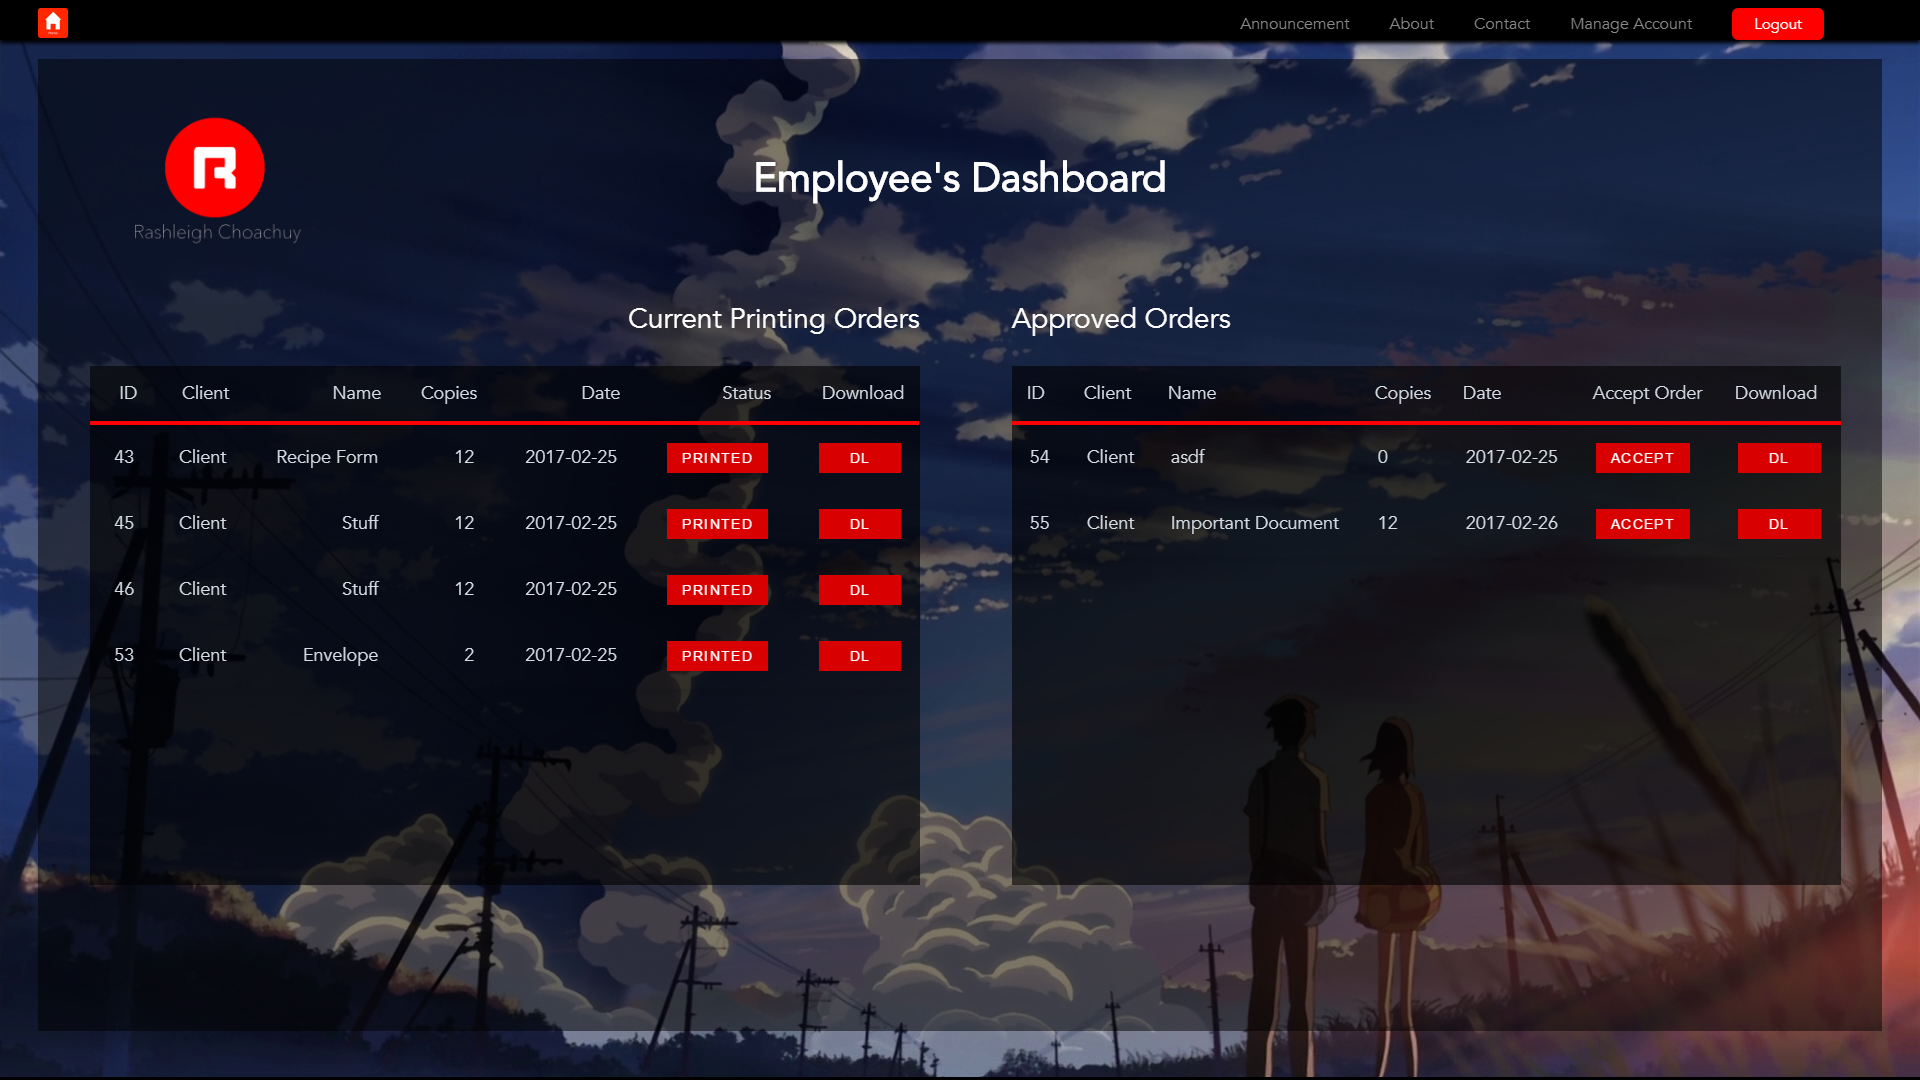 Announcement About Contact Manage Account Logout
R
Rashleigh Choachuy
Employee's Dashboard
Current Printing Orders
ID Client Name Copies Date Status Download
43 Client Recipe Form 12 2017-02-25 PRINTED DL
45 Client Stuff 12 2017-02-25 PRINTED DL
46 Client Stuff 12 2017-02-25 PRINTED DL
53 Client Envelope 2 2017-02-25 PRINTED DL
Approved Orders
ID Client Name Copies Date Accept Order Download
54 Client asdf 0 2017-02-25 ACCEPT DL
55 Client Important Document 12 2017-02-26 ACCEPT DL